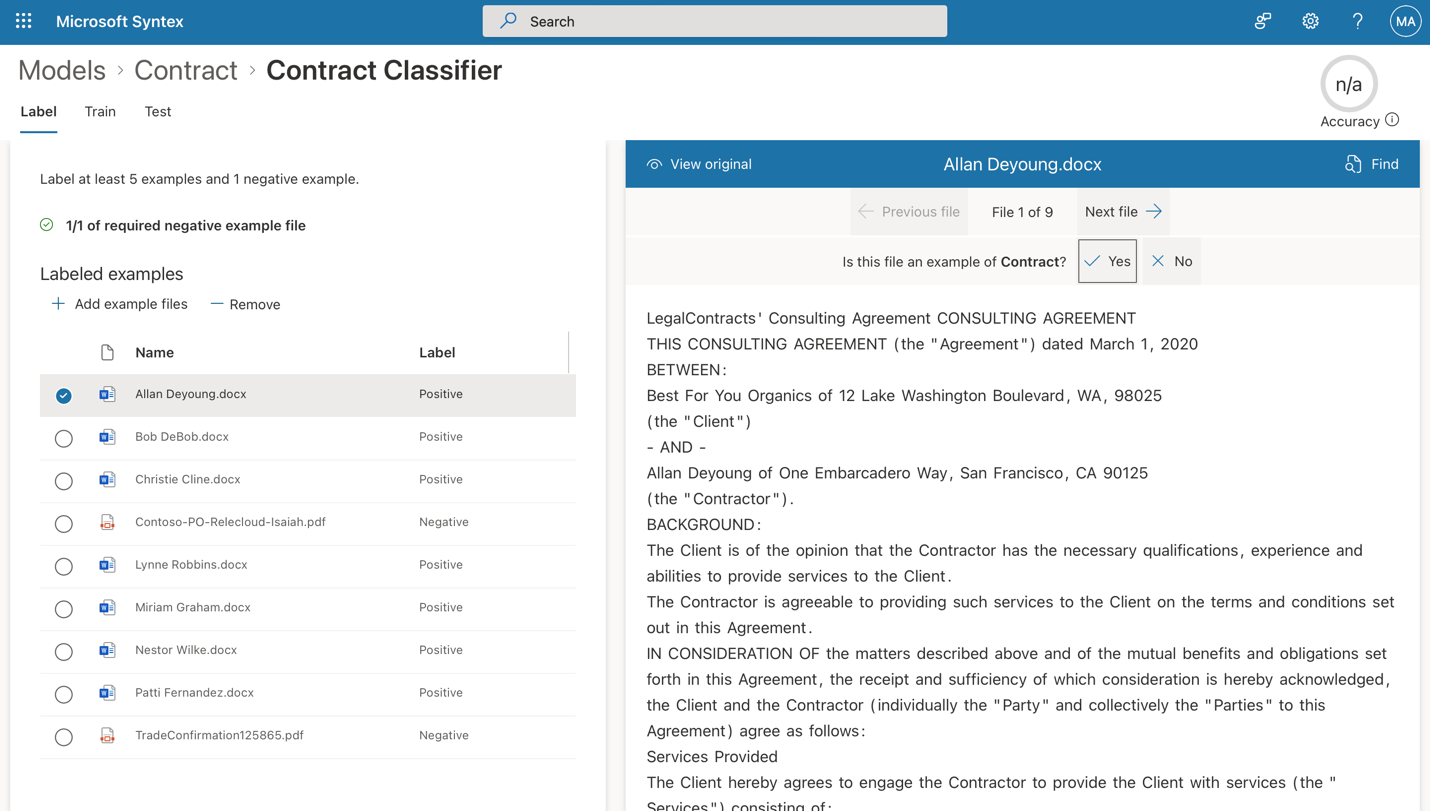 Microsoft Syntex
Search
MA
Models > Contract > Contract Classifier
n/a
Accuracy
Label Train Test
Label at least 5 examples and 1 negative example.
1/1 of required negative example file
Labeled examples
+ Add example files — Remove
Name Label
Allan Deyoung.docx Positive
Bob DeBob.docx Positive
Christie Cline.docx Positive
Contoso-PO-Relecloud-Isaiah.pdf Negative
Lynne Robbins.docx Positive
Miriam Graham.docx Positive
Nestor Wilke.docx Positive
Patti Fernandez.docx Positive
TradeConfirmation125865.pdf Negative
View original Allan Deyoung.docx Find
Previous file File 1 of 9 Next file
Is this file an example of Contract? Yes No
LegalContracts' Consulting Agreement CONSULTING AGREEMENT
THIS CONSULTING AGREEMENT (the "Agreement") dated March 1, 2020
BETWEEN:
Best For You Organics of 12 Lake Washington Boulevard, WA, 98025
(the "Client")
- AND -
Allan Deyoung of One Embarcadero Way, San Francisco, CA 90125
(the "Contractor").
BACKGROUND:
The Client is of the opinion that the Contractor has the necessary qualifications, experience and
abilities to provide services to the Client.
The Contractor is agreeable to providing such services to the Client on the terms and conditions set
out in this Agreement.
IN CONSIDERATION OF the matters described above and of the mutual benefits and obligations set
forth in this Agreement, the receipt and sufficiency of which consideration is hereby acknowledged,
the Client and the Contractor (individually the "Party" and collectively the "Parties" to this
Agreement) agree as follows:
Services Provided
The Client hereby agrees to engage the Contractor to provide the Client with services (the "
Services") consisting of: